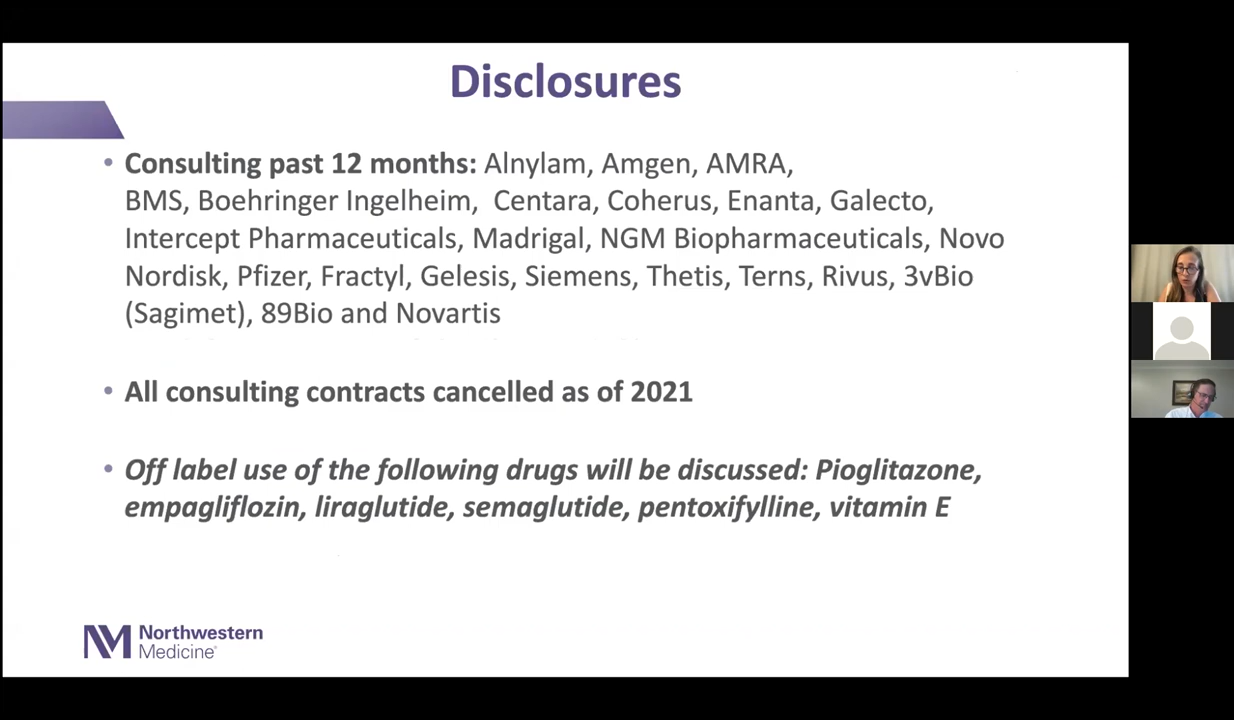 Disclosures
• Consulting past 12 months: Alnylam, Amgen, AMRA,
BMS, Boehringer Ingelheim, Centara, Coherus, Enanta, Galecto,
Intercept Pharmaceuticals, Madrigal, NGM Biopharmaceuticals, Novo
Nordisk, Pfizer, Fractyl, Gelesis, Siemens, Thetis, Terns, Rivus, 3vBio
(Sagimet), 89Bio and Novartis
• All consulting contracts cancelled as of 2021
• Off label use of the following drugs will be discussed: Pioglitazone,
empagliflozin, liraglutide, semaglutide, pentoxifylline, vitamin E
NM Northwestern
Medicine®